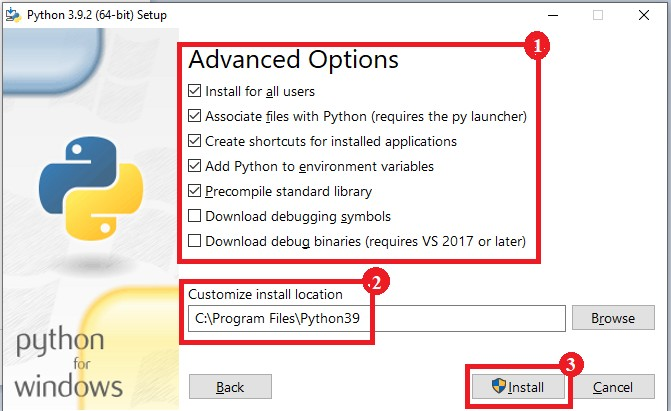 Python 3.9.2 (64-bit) Setup
1
Advanced Options
Install for all users
Associate files with Python (requires the py launcher)
Create shortcuts for installed applications
Add Python to environment variables
Precompile standard library
Download debugging symbols
Download debug binaries (requires VS 2017 or later)
2
Customize install location
C:\Program Files\Python39
Browse
python
for
windows
3
Back
Install
Cancel